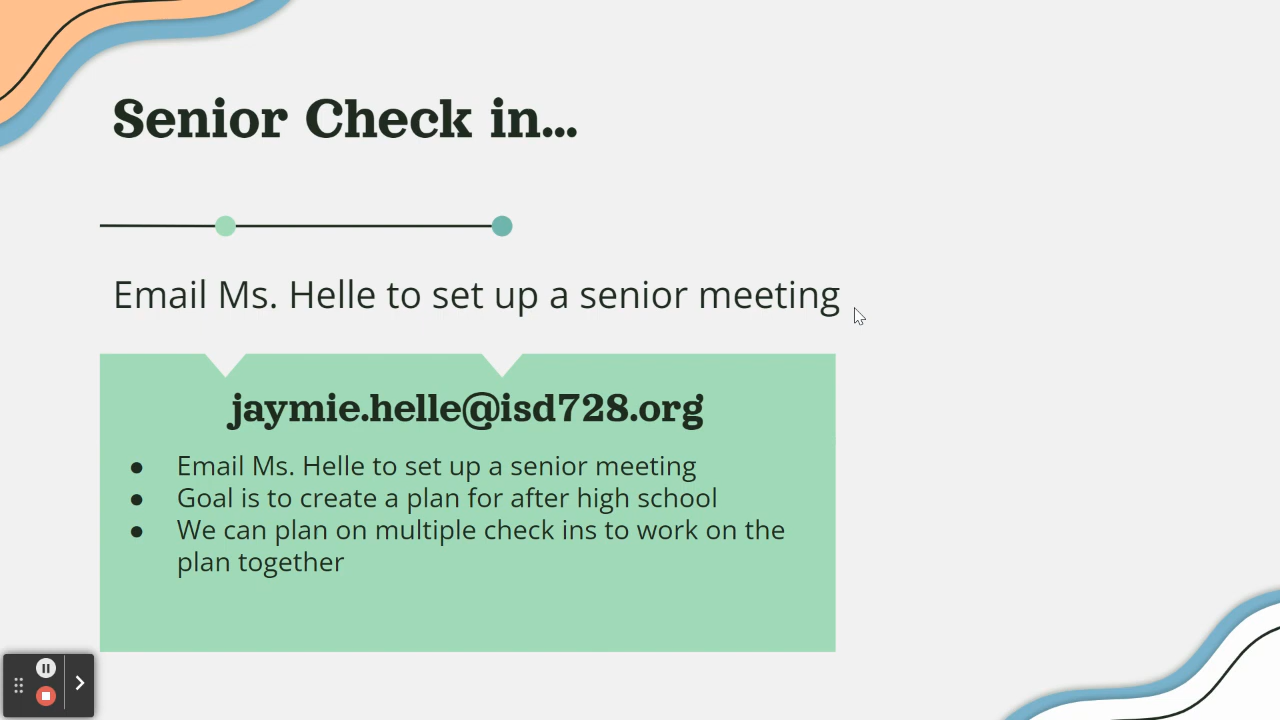 Senior Check in...
Email Ms. Helle to set up a senior meeting
jaymie.helle@isd728.org
● Email Ms. Helle to set up a senior meeting
● Goal is to create a plan for after high school
● We can plan on multiple check ins to work on the
plan together